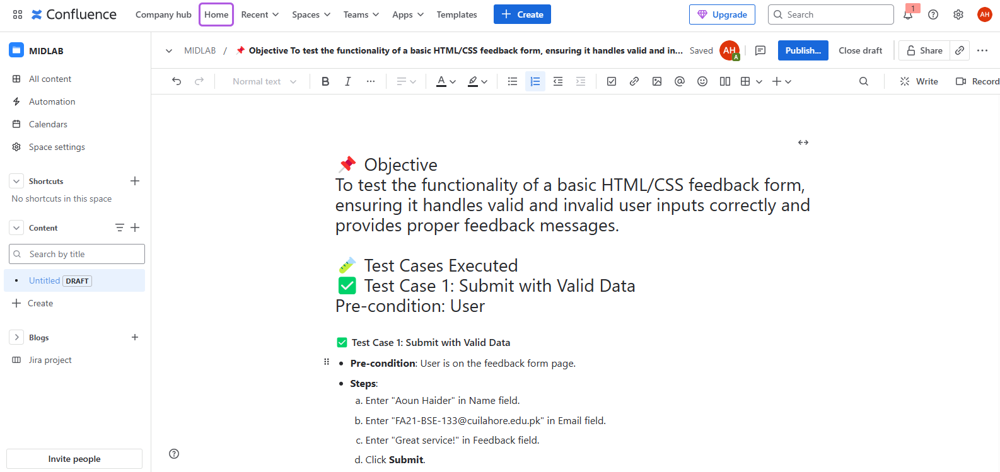 Confluence
Company hub Home Recent Spaces Teams Apps Templates Create Upgrade Search 1 AH
MIDLAB
All content
Automation
Calendars
Space settings
Shortcuts
No shortcuts in this space
Content
Search by title
Untitled DRAFT
Create
Blogs
Jira project
Invite people
MIDLAB / 📌 Objective To test the functionality of a basic HTML/CSS feedback form, ensuring it handles valid and in... Saved AH A Publish... Close draft Share
Normal text B I A Write Record
📌 Objective
To test the functionality of a basic HTML/CSS feedback form,
ensuring it handles valid and invalid user inputs correctly and
provides proper feedback messages.
🧪 Test Cases Executed
✅ Test Case 1: Submit with Valid Data
Pre-condition: User
✅ Test Case 1: Submit with Valid Data
• Pre-condition: User is on the feedback form page.
• Steps:
a. Enter "Aoun Haider" in Name field.
b. Enter "FA21-BSE-133@cuilahore.edu.pk" in Email field.
c. Enter "Great service!" in Feedback field.
d. Click Submit.